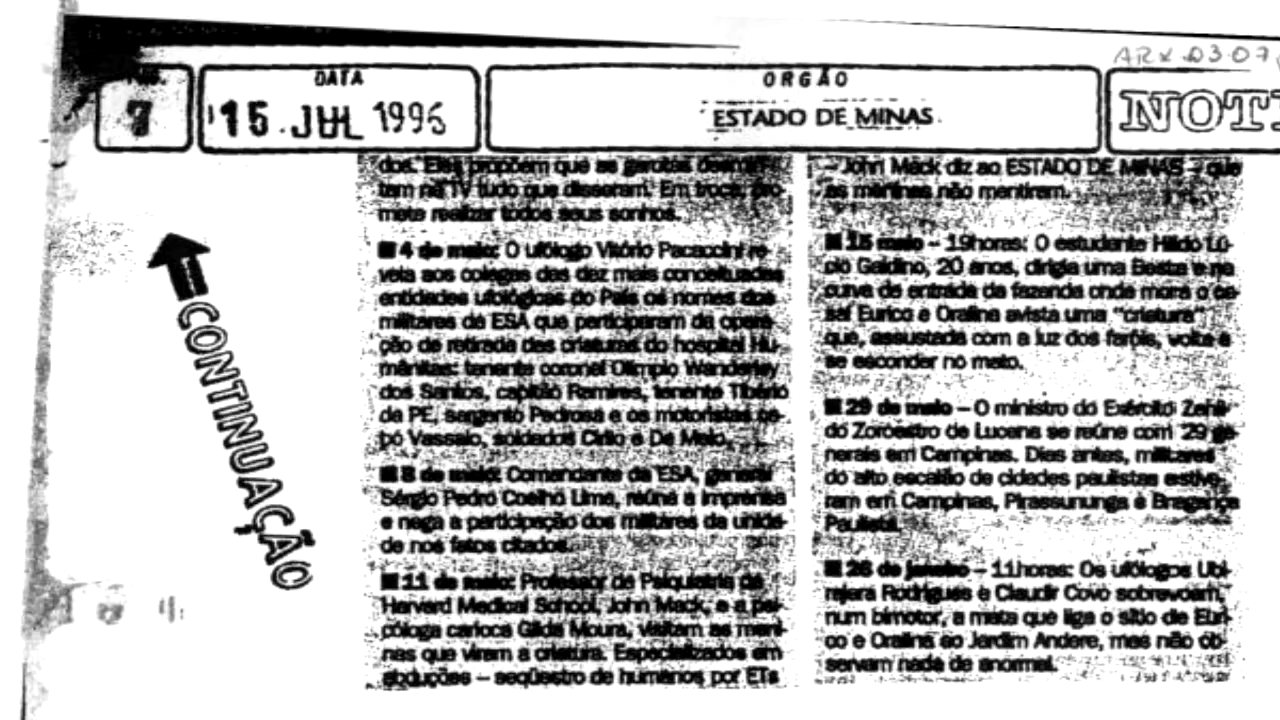 ARX 03.07
DATA
ORGÃO
7
15 JUL 1996
ESTADO DE MINAS
NOTI
CONTINUAÇÃO
dos. Elas propõem que as garotas desmin-
tam na TV tudo que disseram. Em troca, pro-
mete realizar todos seus sonhos.
■ 4 de maio: O ufólogo Vitório Pacaccini re-
vela aos colegas das dez mais conceituadas
entidades ufológicas do País os nomes dos
militares da ESA que participaram da opera-
ção de retirada das criaturas do hospital Hu-
mânitas: tenente coronel Olímpio Wanderley
dos Santos, capitão Ramires, tenente Tibério
da PE, sargento Pedrosa e os motoristas ca-
bo Vassalo, soldados Cirilo e De Melo.
■ 8 de maio: Comandante da ESA, general
Sérgio Pedro Coelho Lima, reúne a imprensa
e nega a participação dos militares da unida-
de nos fatos citados.
■ 11 de maio: Professor de Psiquiatria da
Harvard Medical School, John Mack, e a psi-
cóloga carioca Gilda Moura, visitam as meni-
nas que viram a criatura. Especializados em
abduções – seqüestro de humanos por ETs
– John Mack diz ao ESTADO DE MINAS – que
as meninas não mentiram.
■ 15 maio – 19horas: O estudante Hildo Lú-
cio Galdino, 20 anos, dirigia uma Besta e na
curva de entrada da fazenda onde mora o ca-
sal Eurico e Oralina avista uma "criatura"
que, assustada com a luz dos faróis, volta a
se esconder no mato.
■ 29 de maio – O ministro do Exército Zenil-
do Zoroastro de Lucena se reúne com 29 ge-
nerais em Campinas. Dias antes, militares
do alto escalão de cidades paulistas estive-
ram em Campinas, Pirassununga e Bragança
Paulista.
■ 26 de janeiro – 11horas: Os ufólogos Ubi-
rajara Rodrigues e Claudir Covo sobrevoam,
num bimotor, a mata que liga o sítio de Euri-
co e Oralina ao Jardim Andere, mas não ob-
servam nada de anormal.